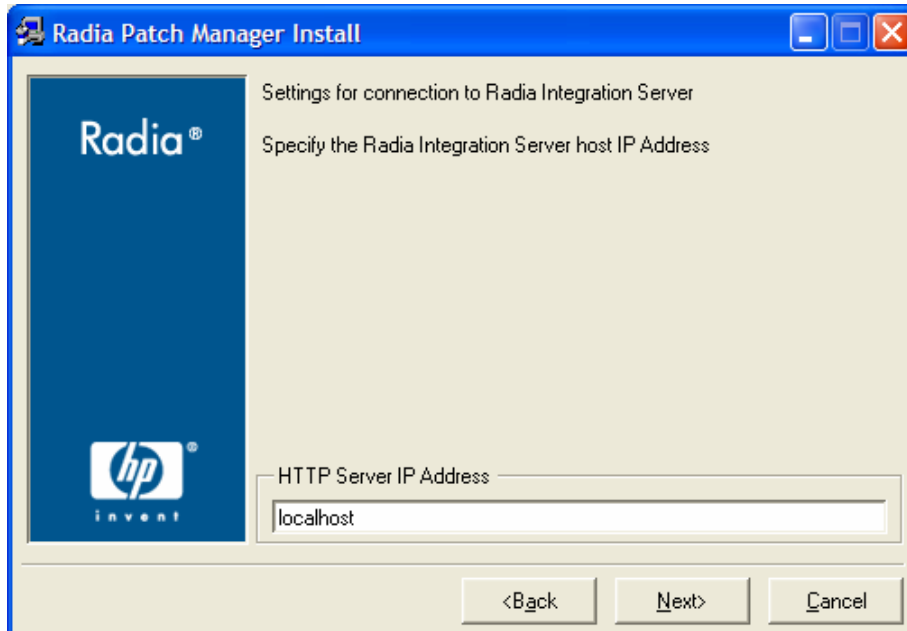 Radia Patch Manager Install
Radia®
Settings for connection to Radia Integration Server
Specify the Radia Integration Server host IP Address
hp®
invent
HTTP Server IP Address
localhost
<Back
Next>
Cancel